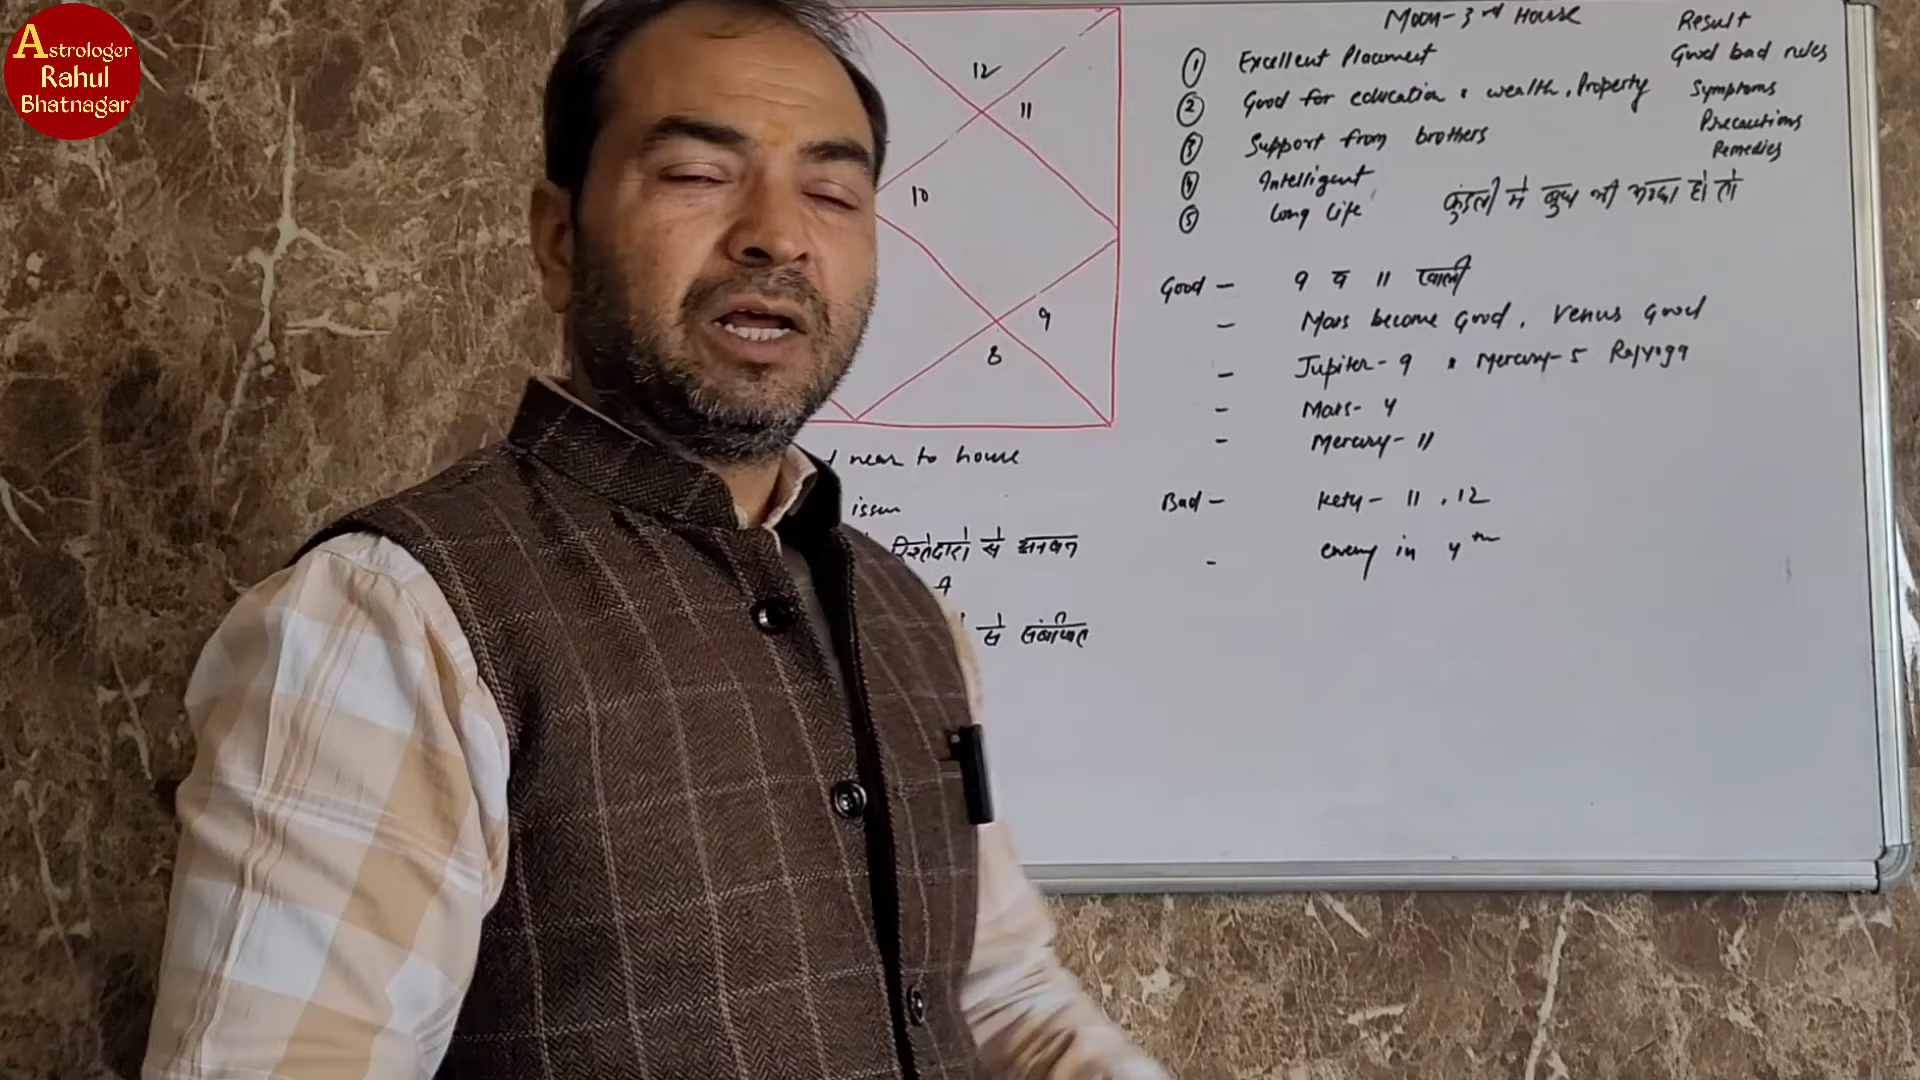 Astrologer
Rahul
Bhatnagar
12
11
10
9
8
near to house
issue
रिश्तेदारो से अनबन
से संबंधित
Moon-3rd House
① Excellent Placement
② Good for education & wealth, Property
③ Support from brothers
④ Intelligent
⑤ Long life
Result
Good bad rules
Symptoms
Precautions
Remedies
कुंडली में कुछ भी गन्दा हो तो
Good - 9 व 11 खाली
- Mars become Good, Venus Good
- Jupiter-9 & Mercury-5 Rajyoga
- Mars-4
- Mercury-11
Bad - Ketu-11, 12
- enemy in 4th